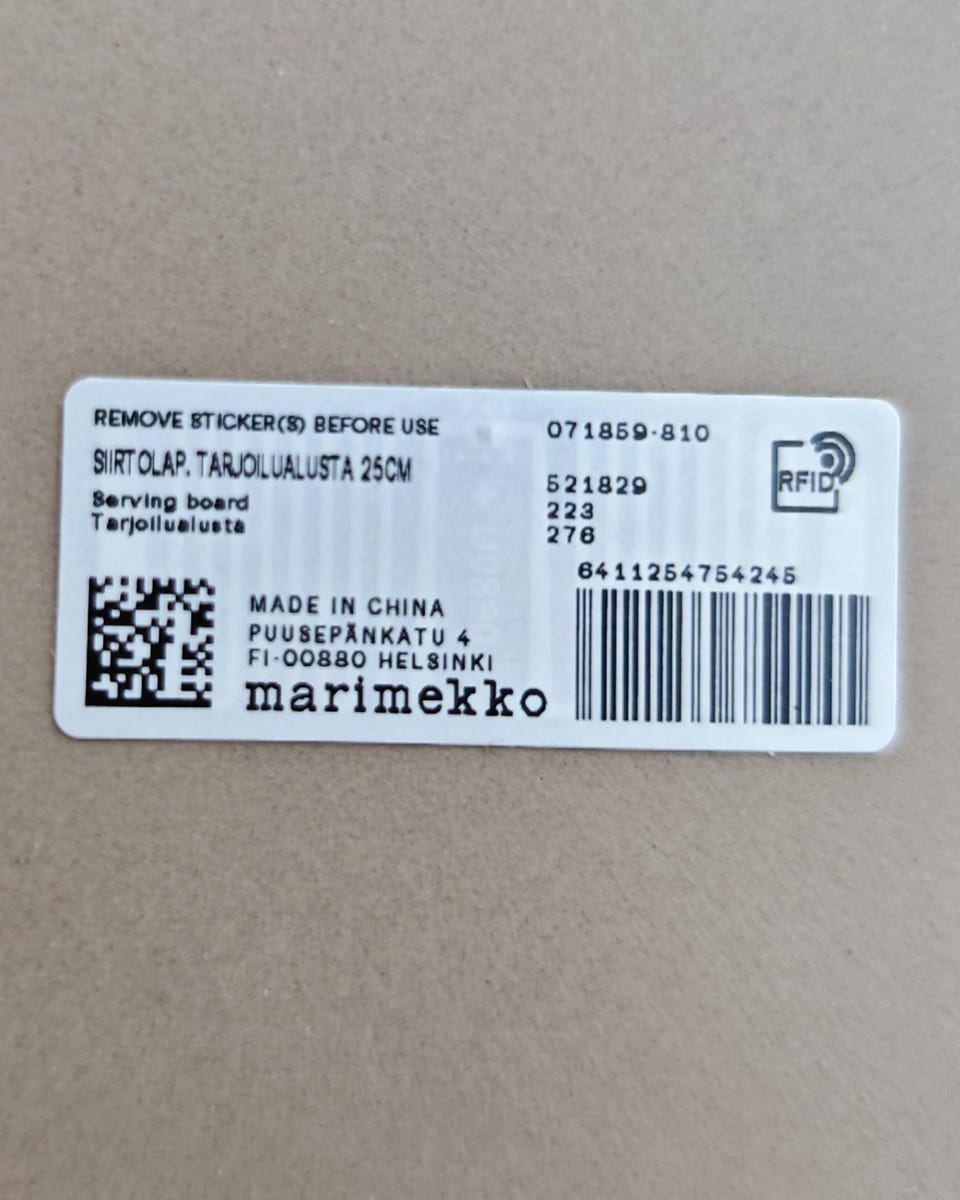 REMOVE STICKER(S) BEFORE USE
SIIRTOLAP. TARJOILUALUSTA 25CM
Serving board
Tarjoilualusta
071859-810
521829
223
276
RFID
6411254754245
MADE IN CHINA
PUUSEPÄNKATU 4
FI-00880 HELSINKI
marimekko